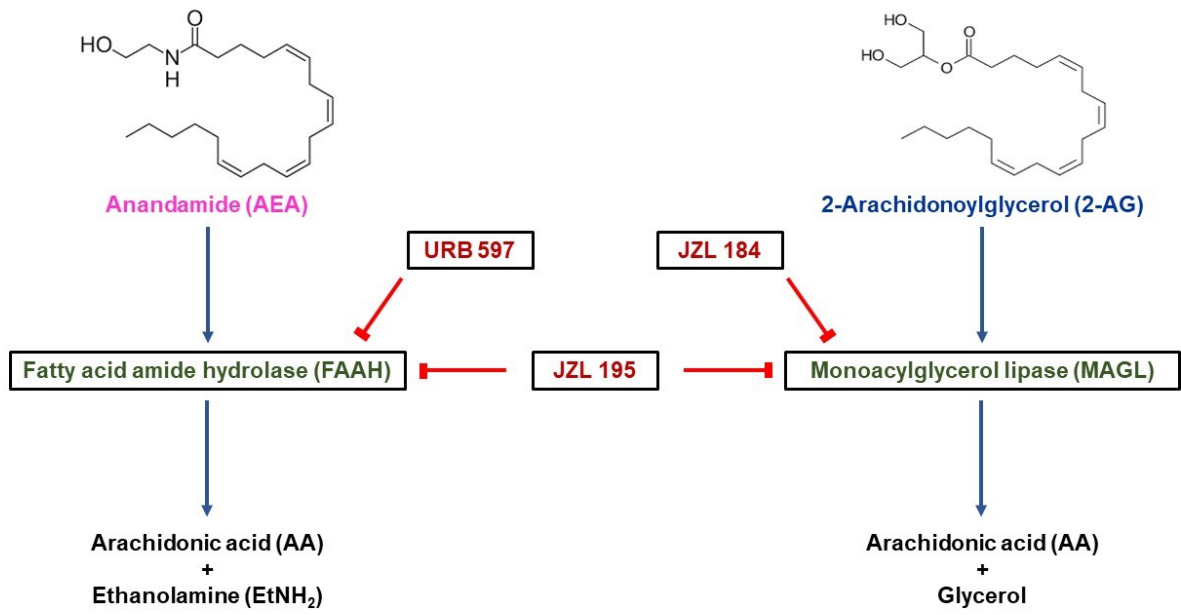 O
HO
N
H
Anandamide (AEA)
HO
HO
O
O
2-Arachidonoylglycerol (2-AG)
URB 597
JZL 184
Fatty acid amide hydrolase (FAAH)
JZL 195
Monoacylglycerol lipase (MAGL)
Arachidonic acid (AA)
+
Ethanolamine (EtNH₂)
Arachidonic acid (AA)
+
Glycerol